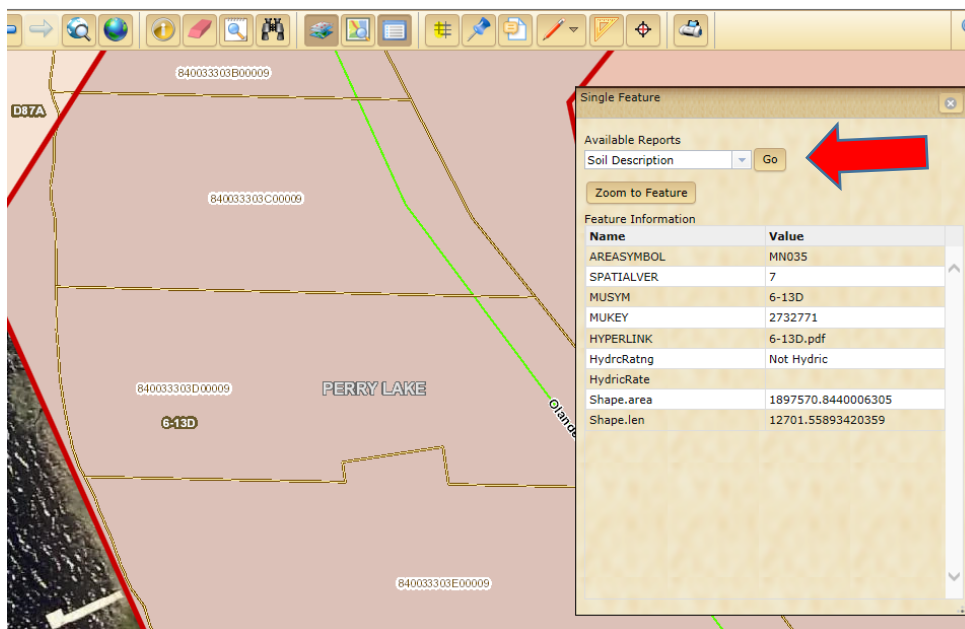 840033303B00009
D87A
840033303C00009
840033303D00009
PERRY LAKE
6-13D
840033303E00009
Single Feature
Available Reports
Soil Description Go
Zoom to Feature
Feature Information
Name Value
AREASYMBOL MN035
SPATIALVER 7
MUSYM 6-13D
MUKEY 2732771
HYPERLINK 6-13D.pdf
HydrcRatng Not Hydric
HydricRate
Shape.area 1897570.8440006305
Shape.len 12701.55893420359